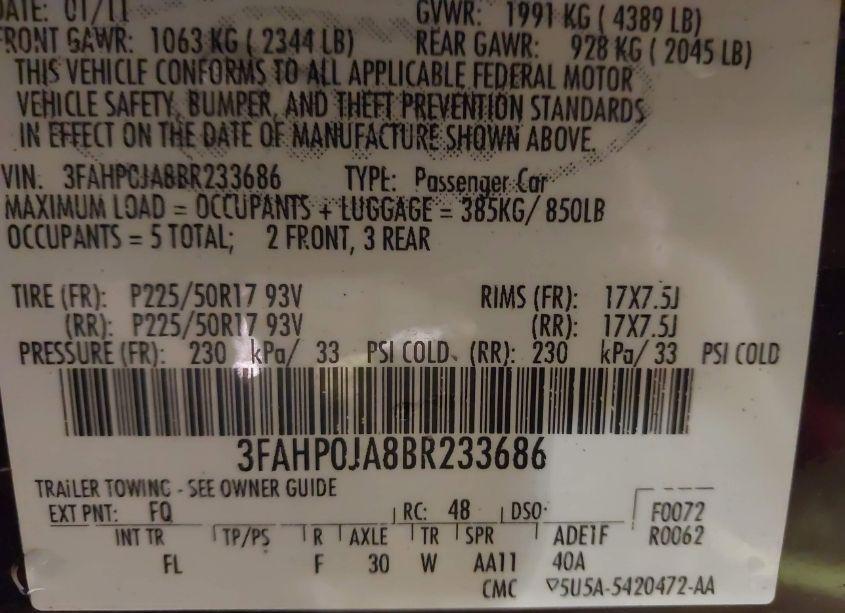 DATE: 01/11 GVWR: 1991 KG ( 4389 LB)
FRONT GAWR: 1063 KG ( 2344 LB) REAR GAWR: 928 KG ( 2045 LB)
THIS VEHICLE CONFORMS TO ALL APPLICABLE FEDERAL MOTOR
VEHICLE SAFETY, BUMPER, AND THEFT PREVENTION STANDARDS
IN EFFECT ON THE DATE OF MANUFACTURE SHOWN ABOVE.
VIN: 3FAHP0JA8BR233686 TYPE: Passenger Car
MAXIMUM LOAD = OCCUPANTS + LUGGAGE = 385KG/ 850LB
OCCUPANTS = 5 TOTAL; 2 FRONT, 3 REAR
TIRE (FR): P225/50R17 93V RIMS (FR): 17X7.5J
(RR): P225/50R17 93V (RR): 17X7.5J
PRESSURE (FR): 230 kPa/ 33 PSI COLD (RR): 230 kPa/ 33 PSI COLD
3FAHP0JA8BR233686
TRAILER TOWING - SEE OWNER GUIDE
EXT PNT: FQ RC: 48 DSO: F0072
INT TR TP/PS R AXLE TR SPR ADE1F R0062
FL F 30 W AA11 40A
CMC 5U5A-5420472-AA